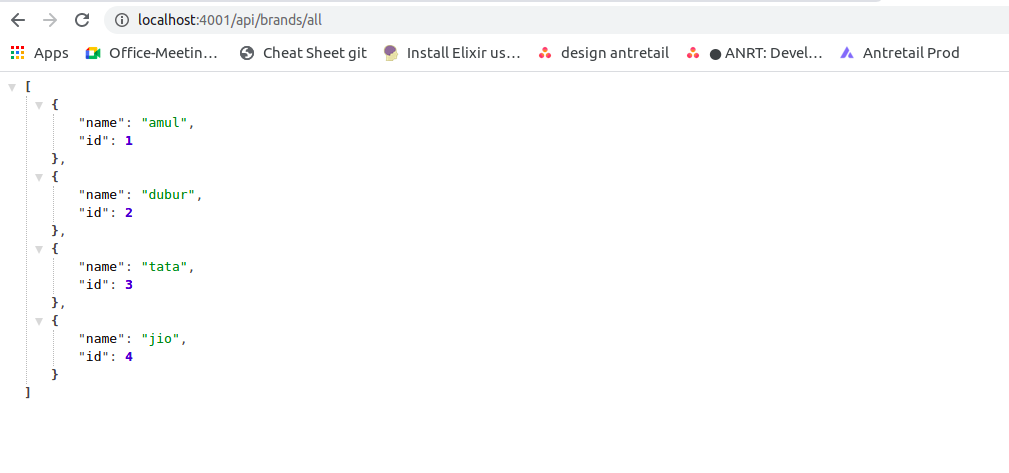 localhost:4001/api/brands/all
Apps Office-Meetin... Cheat Sheet git Install Elixir us... design antretail ANRT: Devel... Antretail Prod
[
{
"name": "amul",
"id": 1
},
{
"name": "dubur",
"id": 2
},
{
"name": "tata",
"id": 3
},
{
"name": "jio",
"id": 4
}
]